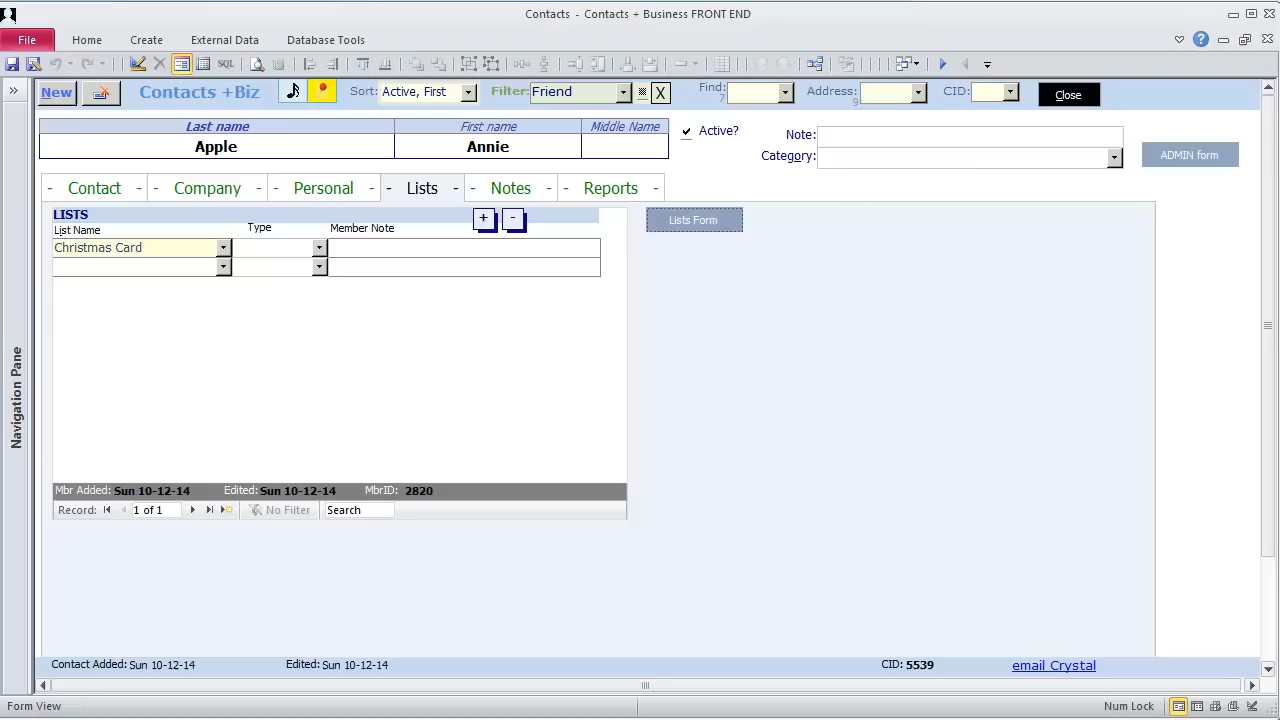 Contacts - Contacts + Business FRONT END
File Home Create External Data Database Tools
SQL
New Contacts +Biz Sort: Active, First Filter: Friend X Find: 7 Address: 9 CID: Close
Last name First name Middle Name Active? Note:
Apple Annie Category: ADMIN form
- Contact - - Company - - Personal - - Lists - - Notes - - Reports -
LISTS + - Lists Form
List Name Type Member Note
Christmas Card
Navigation Pane
Mbr Added: Sun 10-12-14 Edited: Sun 10-12-14 MbrID: 2820
Record: 1 of 1 No Filter Search
Contact Added: Sun 10-12-14 Edited: Sun 10-12-14 CID: 5539 email Crystal
Form View Num Lock